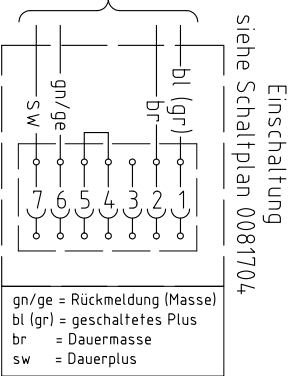 Einschaltung
siehe Schaltplan 0081704
bl (gr)
br
gn/ge
sw
7 6 5 4 3 2 1
gn/ge = Rückmeldung (Masse)
bl (gr) = geschaltetes Plus
br = Dauermasse
sw = Dauerplus